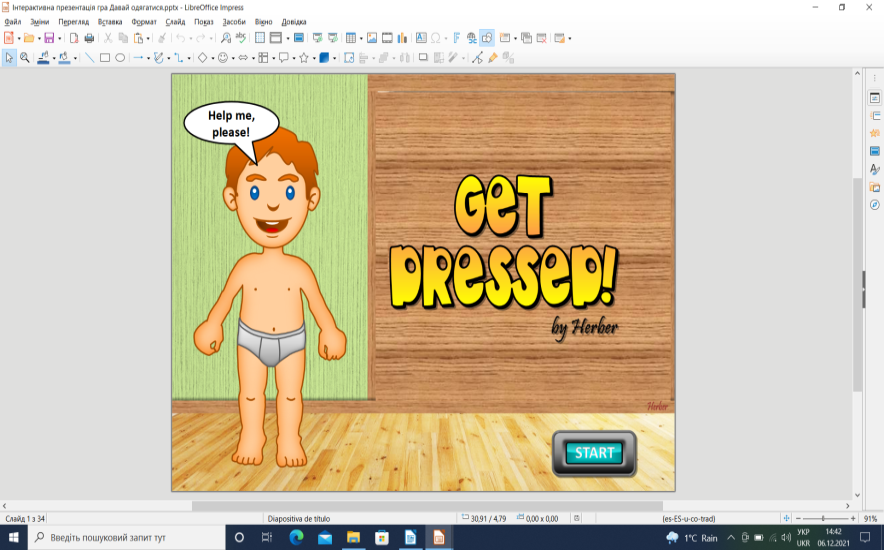 Інтерактивна презентація гра Давай одягатися.pptx - LibreOffice Impress
Файл Зміни Перегляд Вставка Формат Слайд Показ Засоби Вікно Довідка
Help me,
please!
GeT
DRESSED!
by Herber
Herber
START
Слайд 1 з 34 Diapositiva de título 30,91 / 4,79 0,00 x 0,00 (es-ES-u-co-trad) 91%
Введіть пошуковий запит тут 1°C Rain УКР 14:42
UKR 06.12.2021